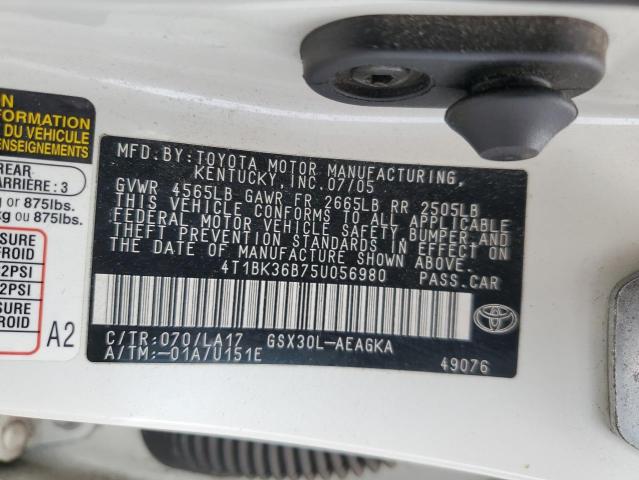 ON
INFORMATION
DU VÉHICULE
ENSEIGNEMENTS
REAR
ARRIÈRE : 3
or 875lbs.
kg ou 875lbs.
SURE
FROID
2PSI
2PSI
SURE
ROID
A2
MFD. BY: TOYOTA MOTOR MANUFACTURING,
KENTUCKY, INC. 07/05
GVWR 4565LB GAWR FR 2665LB RR 2505LB
THIS VEHICLE CONFORMS TO ALL APPLICABLE
FEDERAL MOTOR VEHICLE SAFETY BUMPER, AND
THEFT PREVENTION STANDARDS IN EFFECT ON
THE DATE OF MANUFACTURE SHOWN ABOVE.
4T1BK36B75U056980 PASS.CAR
C/TR:070/LA17 GSX30L-AEAGKA
A/TM:-01A/U151E
49076
TOYOTA